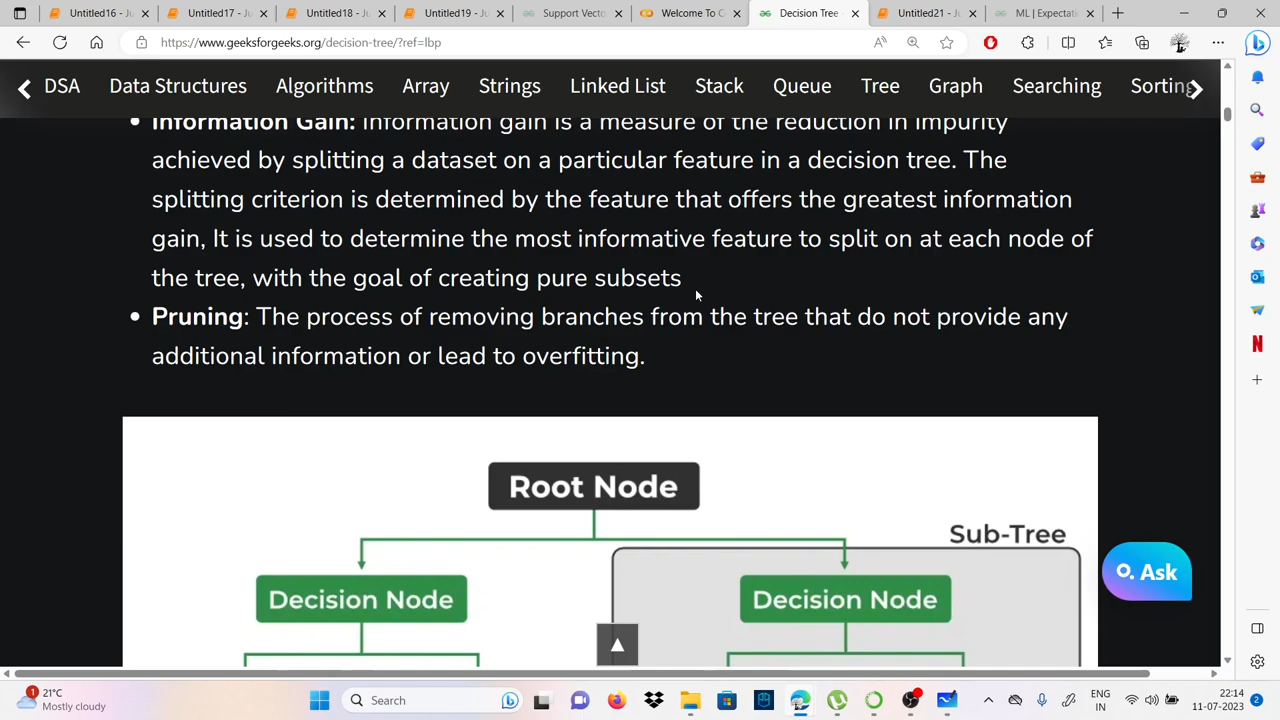 Untitled16 - Ju
Untitled17 - Ju
Untitled18 - Ju
Untitled19 - Ju
Support Vecto
Welcome To C
Decision Tree -
Untitled21 - Ju
ML | Expectati
https://www.geeksforgeeks.org/decision-tree/?ref=lbp
DSA Data Structures Algorithms Array Strings Linked List Stack Queue Tree Graph Searching Sorting
Information Gain: Information gain is a measure of the reduction in impurity
achieved by splitting a dataset on a particular feature in a decision tree. The
splitting criterion is determined by the feature that offers the greatest information
gain, It is used to determine the most informative feature to split on at each node of
the tree, with the goal of creating pure subsets
Pruning: The process of removing branches from the tree that do not provide any
additional information or lead to overfitting.
Root Node
Sub-Tree
Decision Node
Decision Node
Ask
1
21°C
Mostly cloudy
Search
ENG
IN
22:14
11-07-2023
2